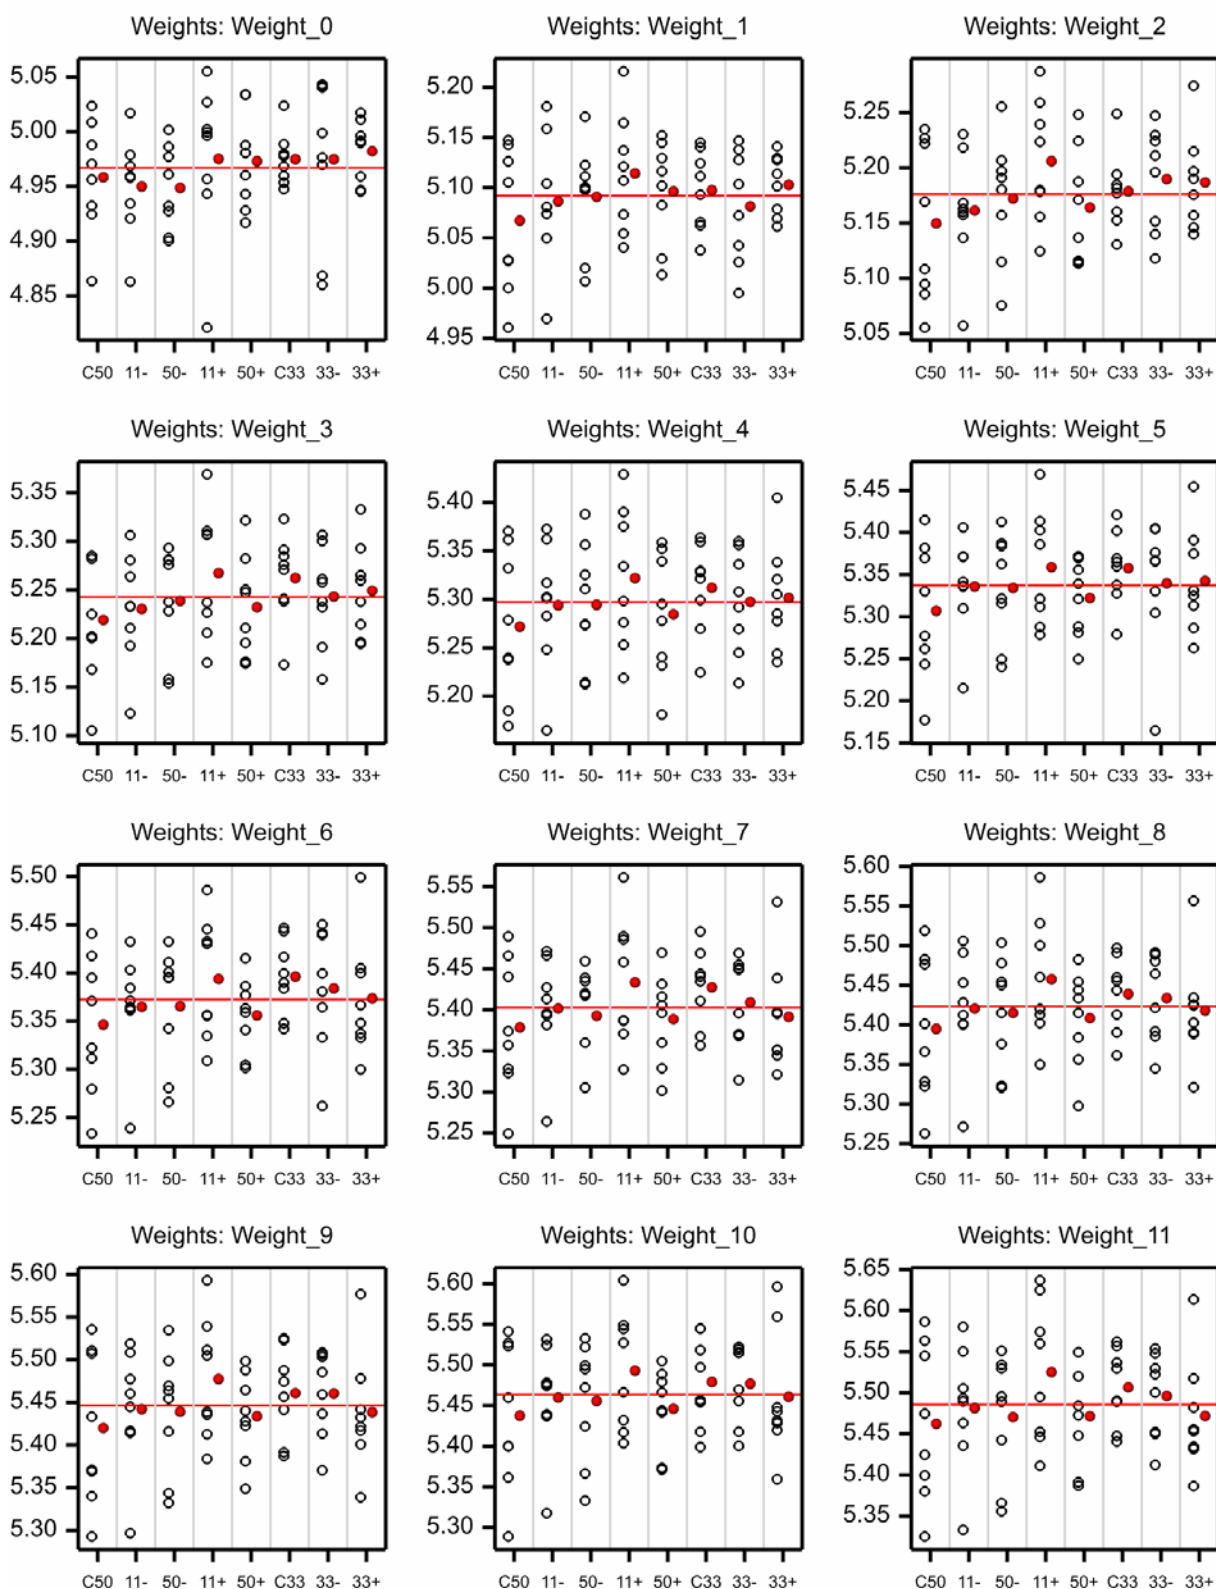 Weights: Weight_0 Weights: Weight_1 Weights: Weight_2
5.05 5.20 5.25
5.00 5.15 5.20
4.95 5.10 5.15
4.90 5.05 5.10
4.85 5.00 5.05
4.95
C50 11- 50- 11+ 50+ C33 33- 33+ C50 11- 50- 11+ 50+ C33 33- 33+ C50 11- 50- 11+ 50+ C33 33- 33+
Weights: Weight_3 Weights: Weight_4 Weights: Weight_5
5.35 5.40 5.45
5.30 5.35 5.40
5.25 5.30 5.35
5.20 5.25 5.30
5.15 5.20 5.25
5.10 5.20
5.15
C50 11- 50- 11+ 50+ C33 33- 33+ C50 11- 50- 11+ 50+ C33 33- 33+ C50 11- 50- 11+ 50+ C33 33- 33+
Weights: Weight_6 Weights: Weight_7 Weights: Weight_8
5.50 5.55 5.60
5.45 5.50 5.55
5.40 5.45 5.50
5.35 5.40 5.45
5.30 5.35 5.40
5.25 5.30 5.35
5.25 5.30
5.25
C50 11- 50- 11+ 50+ C33 33- 33+ C50 11- 50- 11+ 50+ C33 33- 33+ C50 11- 50- 11+ 50+ C33 33- 33+
Weights: Weight_9 Weights: Weight_10 Weights: Weight_11
5.60 5.60 5.65
5.55 5.55 5.60
5.50 5.50 5.55
5.45 5.45 5.50
5.40 5.40 5.45
5.35 5.35 5.40
5.30 5.30 5.35
C50 11- 50- 11+ 50+ C33 33- 33+ C50 11- 50- 11+ 50+ C33 33- 33+ C50 11- 50- 11+ 50+ C33 33- 33+